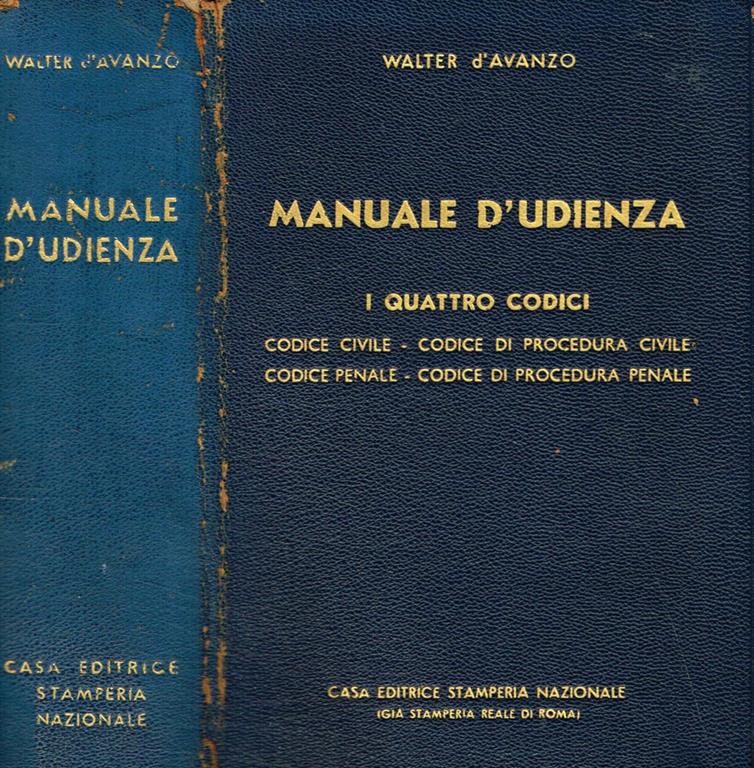 WALTER d'AVANZO
MANUALE
D'UDIENZA
CASA EDITRICE
STAMPERIA
NAZIONALE
WALTER d'AVANZO
MANUALE D'UDIENZA
I QUATTRO CODICI
CODICE CIVILE - CODICE DI PROCEDURA CIVILE
CODICE PENALE - CODICE DI PROCEDURA PENALE
CASA EDITRICE STAMPERIA NAZIONALE
(GIÀ STAMPERIA REALE DI ROMA)